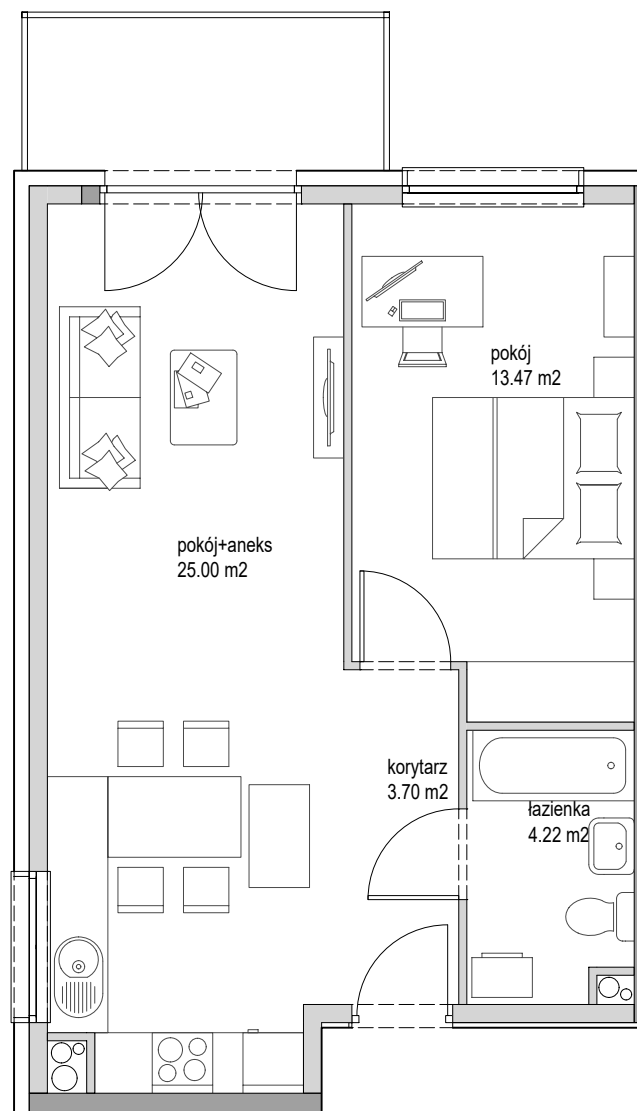 pokój
13.47 m2
pokój+aneks
25.00 m2
korytarz
3.70 m2
łazienka
4.22 m2